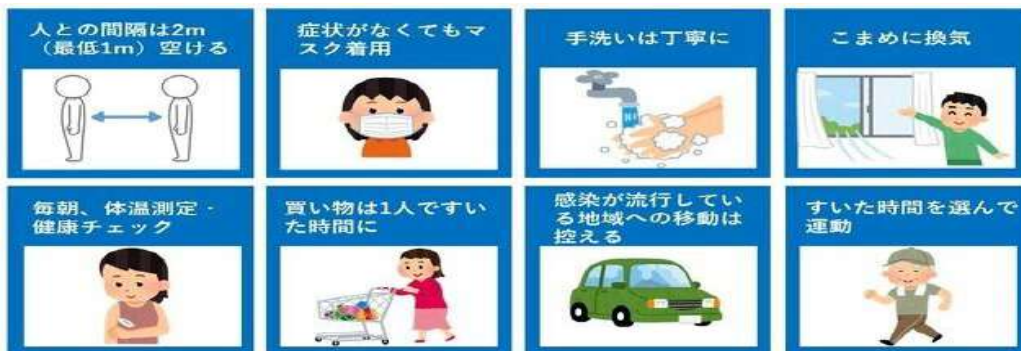 人との間隔は2m
（最低1m）空ける
症状がなくてもマ
スク着用
手洗いは丁寧に
こまめに換気
毎朝、体温測定・
健康チェック
買い物は1人ですい
た時間に
感染が流行してい
る地域への移動は
控える
すいた時間を選んで
運動